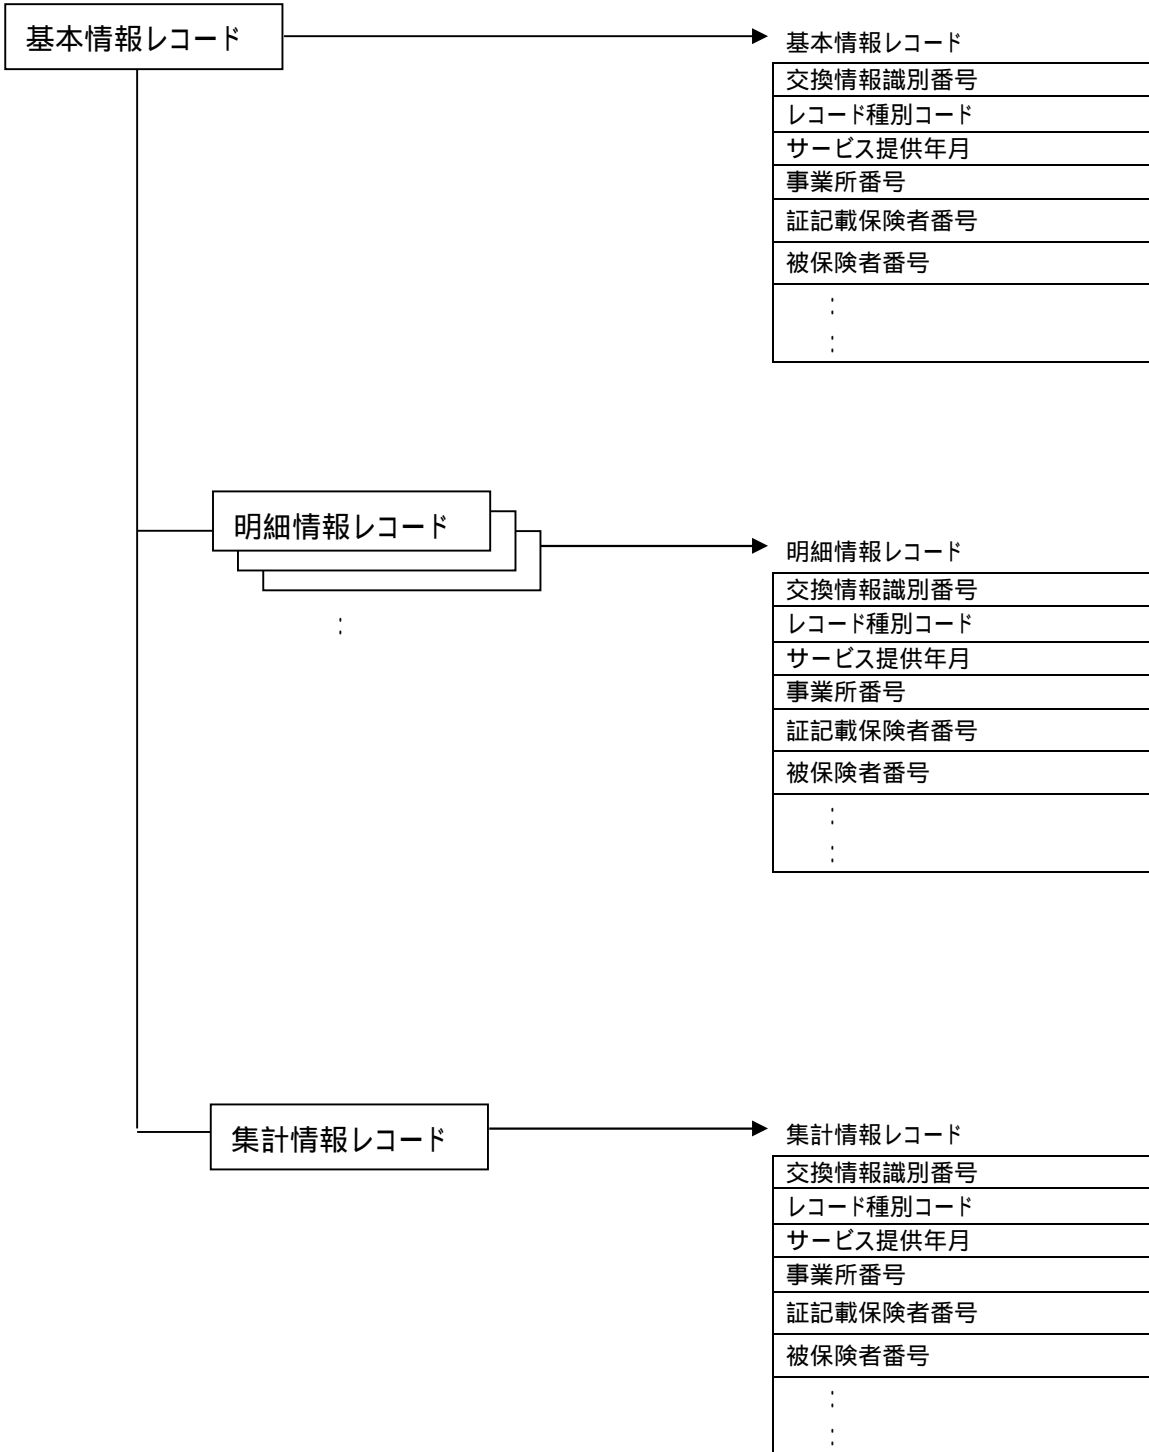 基本情報レコード
基本情報レコード
交換情報識別番号
レコード種別コード
サービス提供年月
事業所番号
証記載保険者番号
被保険者番号
:
:
明細情報レコード
:
明細情報レコード
交換情報識別番号
レコード種別コード
サービス提供年月
事業所番号
証記載保険者番号
被保険者番号
:
:
集計情報レコード
集計情報レコード
交換情報識別番号
レコード種別コード
サービス提供年月
事業所番号
証記載保険者番号
被保険者番号
:
: